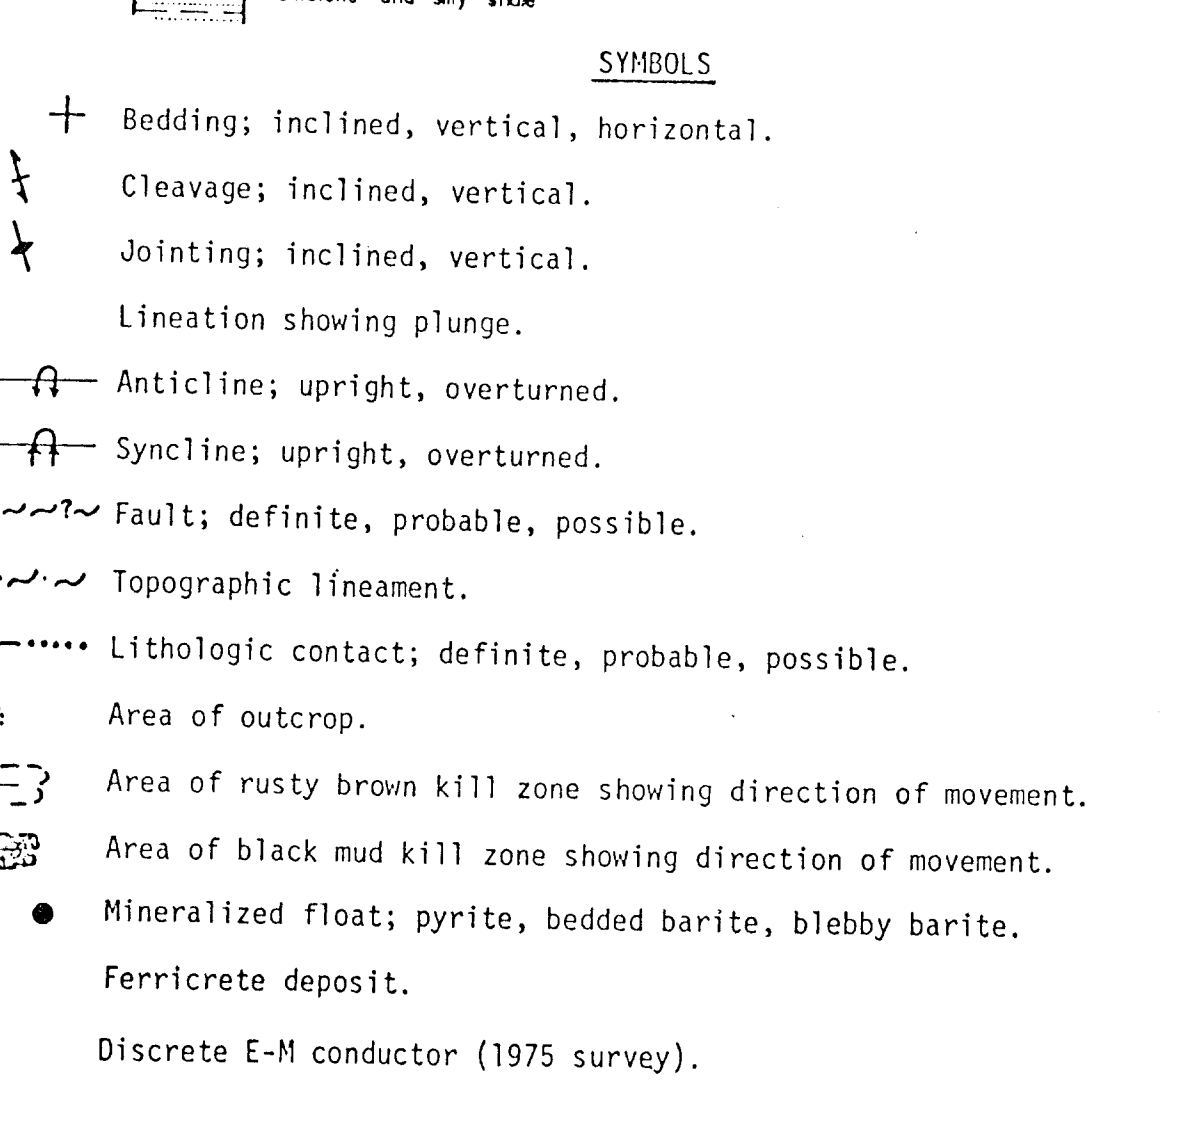 and silty shale
SYMBOLS
Bedding; inclined, vertical, horizontal.
Cleavage; inclined, vertical.
Jointing; inclined, vertical.
Lineation showing plunge.
Anticline; upright, overturned.
Syncline; upright, overturned.
? Fault; definite, probable, possible.
Topographic lineament.
Lithologic contact; definite, probable, possible.
Area of outcrop.
Area of rusty brown kill zone showing direction of movement.
Area of black mud kill zone showing direction of movement.
Mineralized float; pyrite, bedded barite, blebby barite.
Ferricrete deposit.
Discrete E-M conductor (1975 survey).